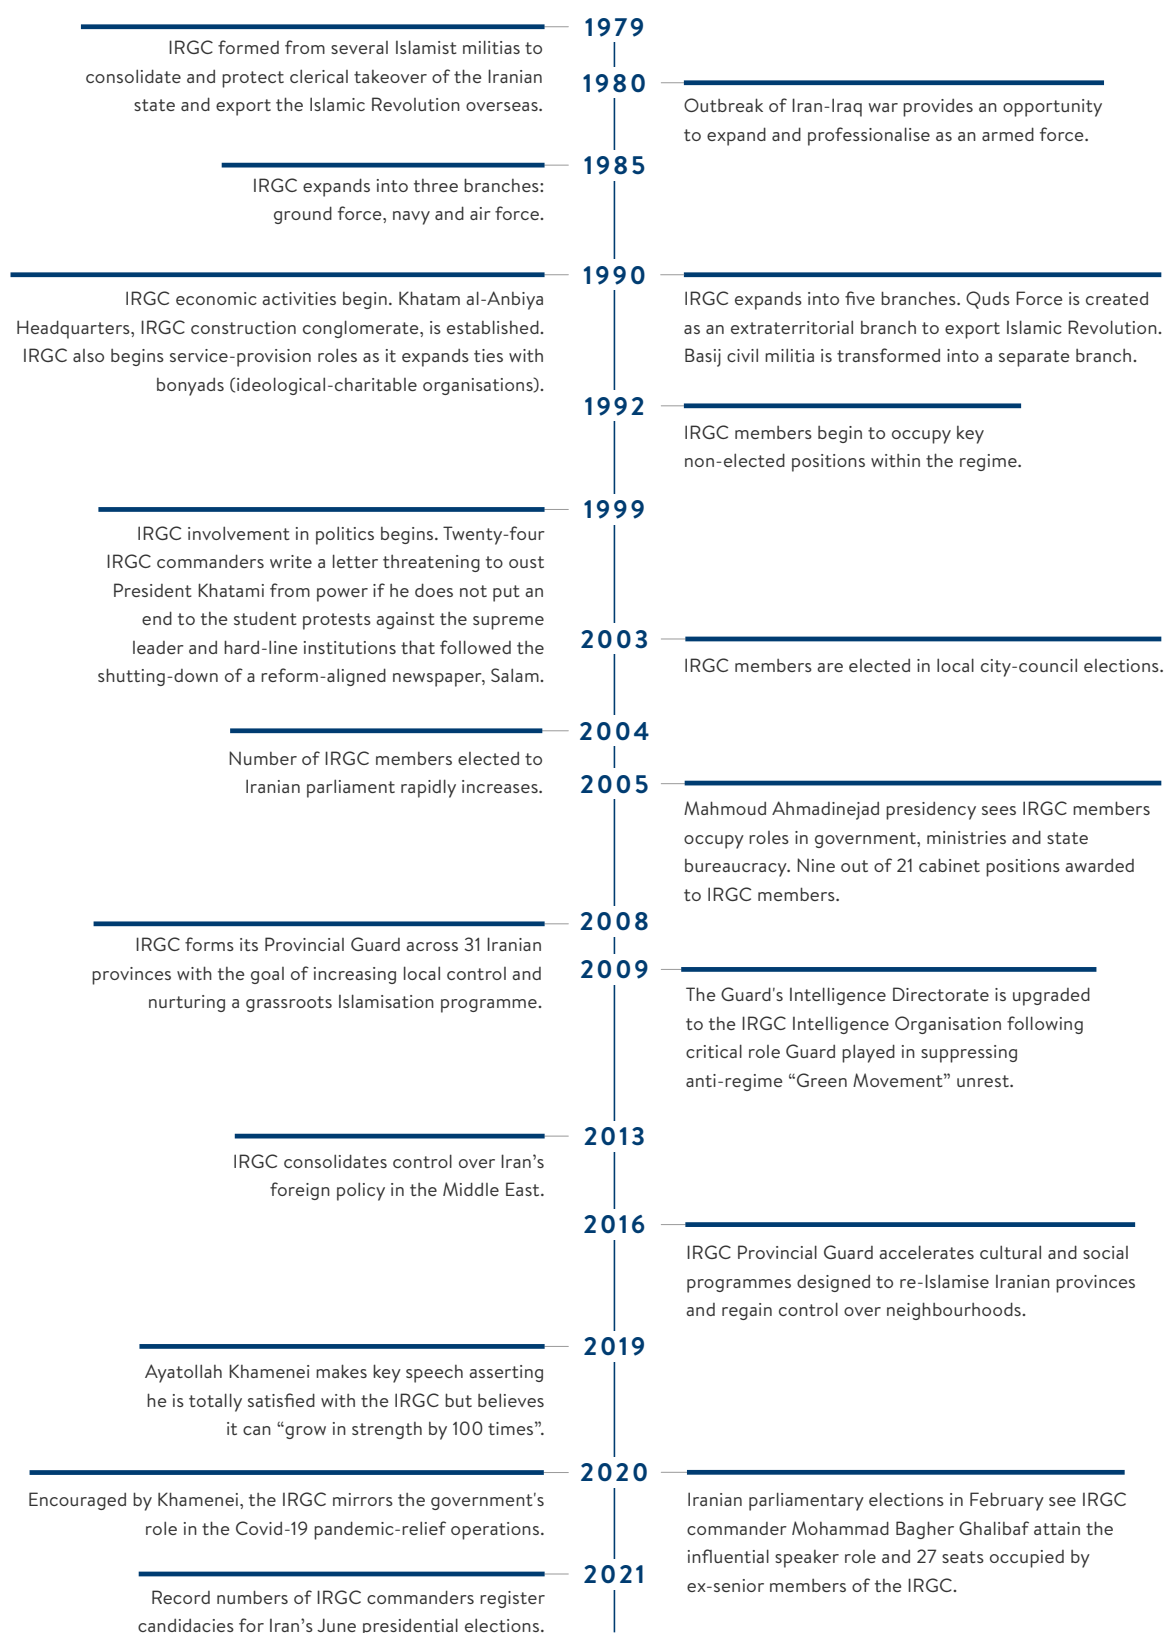 1979
IRGC formed from several Islamist militias to
consolidate and protect clerical takeover of the Iranian
state and export the Islamic Revolution overseas.
1980
Outbreak of Iran-Iraq war provides an opportunity
to expand and professionalise as an armed force.
1985
IRGC expands into three branches:
ground force, navy and air force.
1990
IRGC economic activities begin. Khatam al-Anbiya
Headquarters, IRGC construction conglomerate, is established.
IRGC also begins service-provision roles as it expands ties with
bonyads (ideological-charitable organisations).
IRGC expands into five branches. Quds Force is created
as an extraterritorial branch to export Islamic Revolution.
Basij civil militia is transformed into a separate branch.
1992
IRGC members begin to occupy key
non-elected positions within the regime.
1999
IRGC involvement in politics begins. Twenty-four
IRGC commanders write a letter threatening to oust
President Khatami from power if he does not put an
end to the student protests against the supreme
leader and hard-line institutions that followed the
shutting-down of a reform-aligned newspaper, Salam.
2003
IRGC members are elected in local city-council elections.
2004
Number of IRGC members elected to
Iranian parliament rapidly increases.
2005
Mahmoud Ahmadinejad presidency sees IRGC members
occupy roles in government, ministries and state
bureaucracy. Nine out of 21 cabinet positions awarded
to IRGC members.
2008
IRGC forms its Provincial Guard across 31 Iranian
provinces with the goal of increasing local control and
nurturing a grassroots Islamisation programme.
2009
The Guard's Intelligence Directorate is upgraded
to the IRGC Intelligence Organisation following
critical role Guard played in suppressing
anti-regime “Green Movement” unrest.
2013
IRGC consolidates control over Iran’s
foreign policy in the Middle East.
2016
IRGC Provincial Guard accelerates cultural and social
programmes designed to re-Islamise Iranian provinces
and regain control over neighbourhoods.
2019
Ayatollah Khamenei makes key speech asserting
he is totally satisfied with the IRGC but believes
it can “grow in strength by 100 times”.
2020
Encouraged by Khamenei, the IRGC mirrors the government's
role in the Covid-19 pandemic-relief operations.
Iranian parliamentary elections in February see IRGC
commander Mohammad Bagher Ghalibaf attain the
influential speaker role and 27 seats occupied by
ex-senior members of the IRGC.
2021
Record numbers of IRGC commanders register
candidacies for Iran’s June presidential elections.